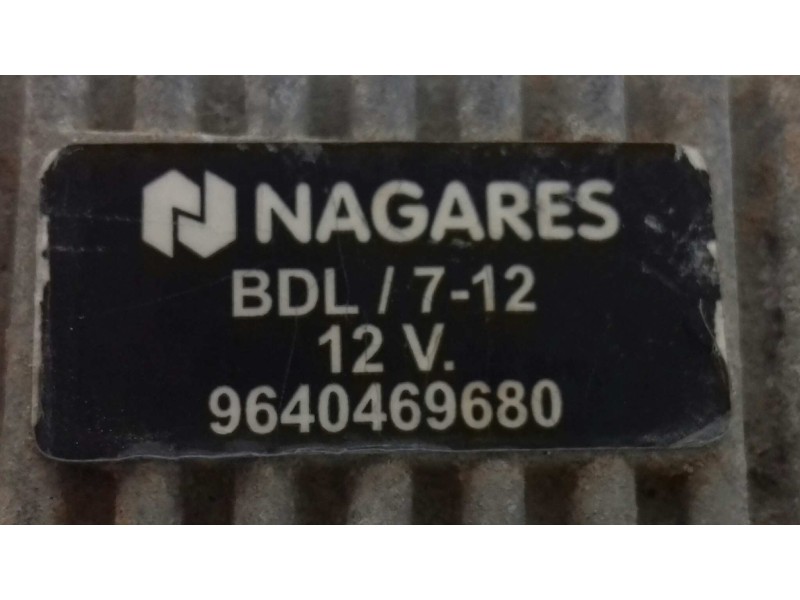 NAGARES
BDL / 7-12
12 V.
9640469680